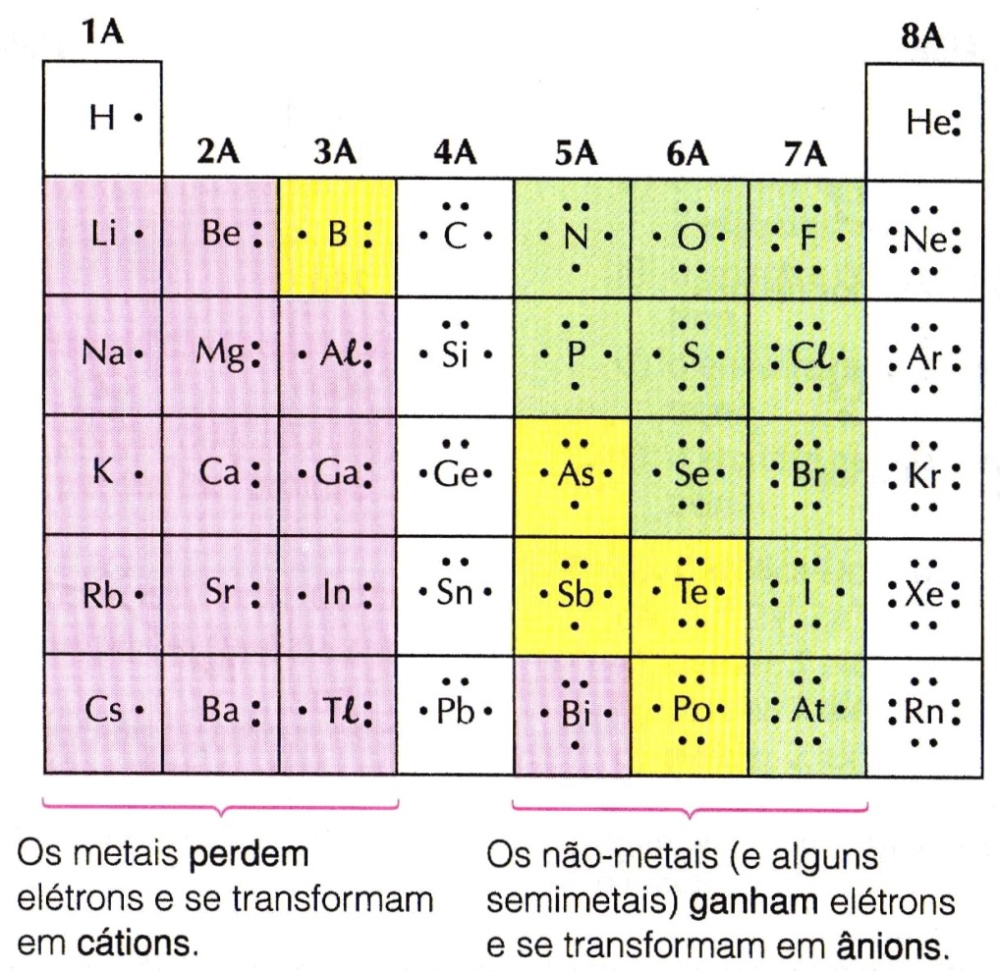 1A 8A
H He
2A 3A 4A 5A 6A 7A
Li Be B C N O F Ne
Na Mg Aℓ Si P S Cℓ Ar
K Ca Ga Ge As Se Br Kr
Rb Sr In Sn Sb Te I Xe
Cs Ba Tℓ Pb Bi Po At Rn
Os metais perdem
elétrons e se transformam
em cátions.
Os não-metais (e alguns
semimetais) ganham elétrons
e se transformam em ânions.